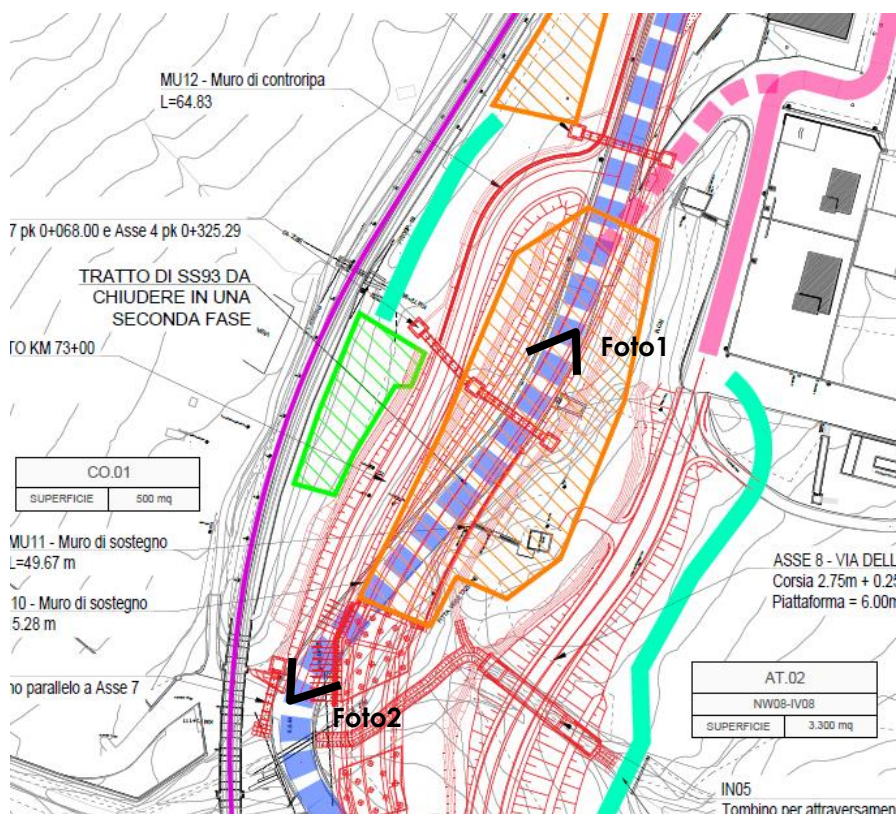 MU12 - Muro di controripa
L=64.83
7 pk 0+068.00 e Asse 4 pk 0+325.29
TRATTO DI SS93 DA
CHIUDERE IN UNA
SECONDA FASE
TO KM 73+00
Foto1
CO.01
SUPERFICIE 500 mq
MU11 - Muro di sostegno
L=49.67 m
10 - Muro di sostegno
5.28 m
no parallelo a Asse 7
Foto2
ASSE 8 - VIA DELL
Corsia 2.75m + 0.25
Piattaforma = 6.00m
AT.02
NW08-IV08
SUPERFICIE 3.300 mq
IN05
Tombino per attraversamen